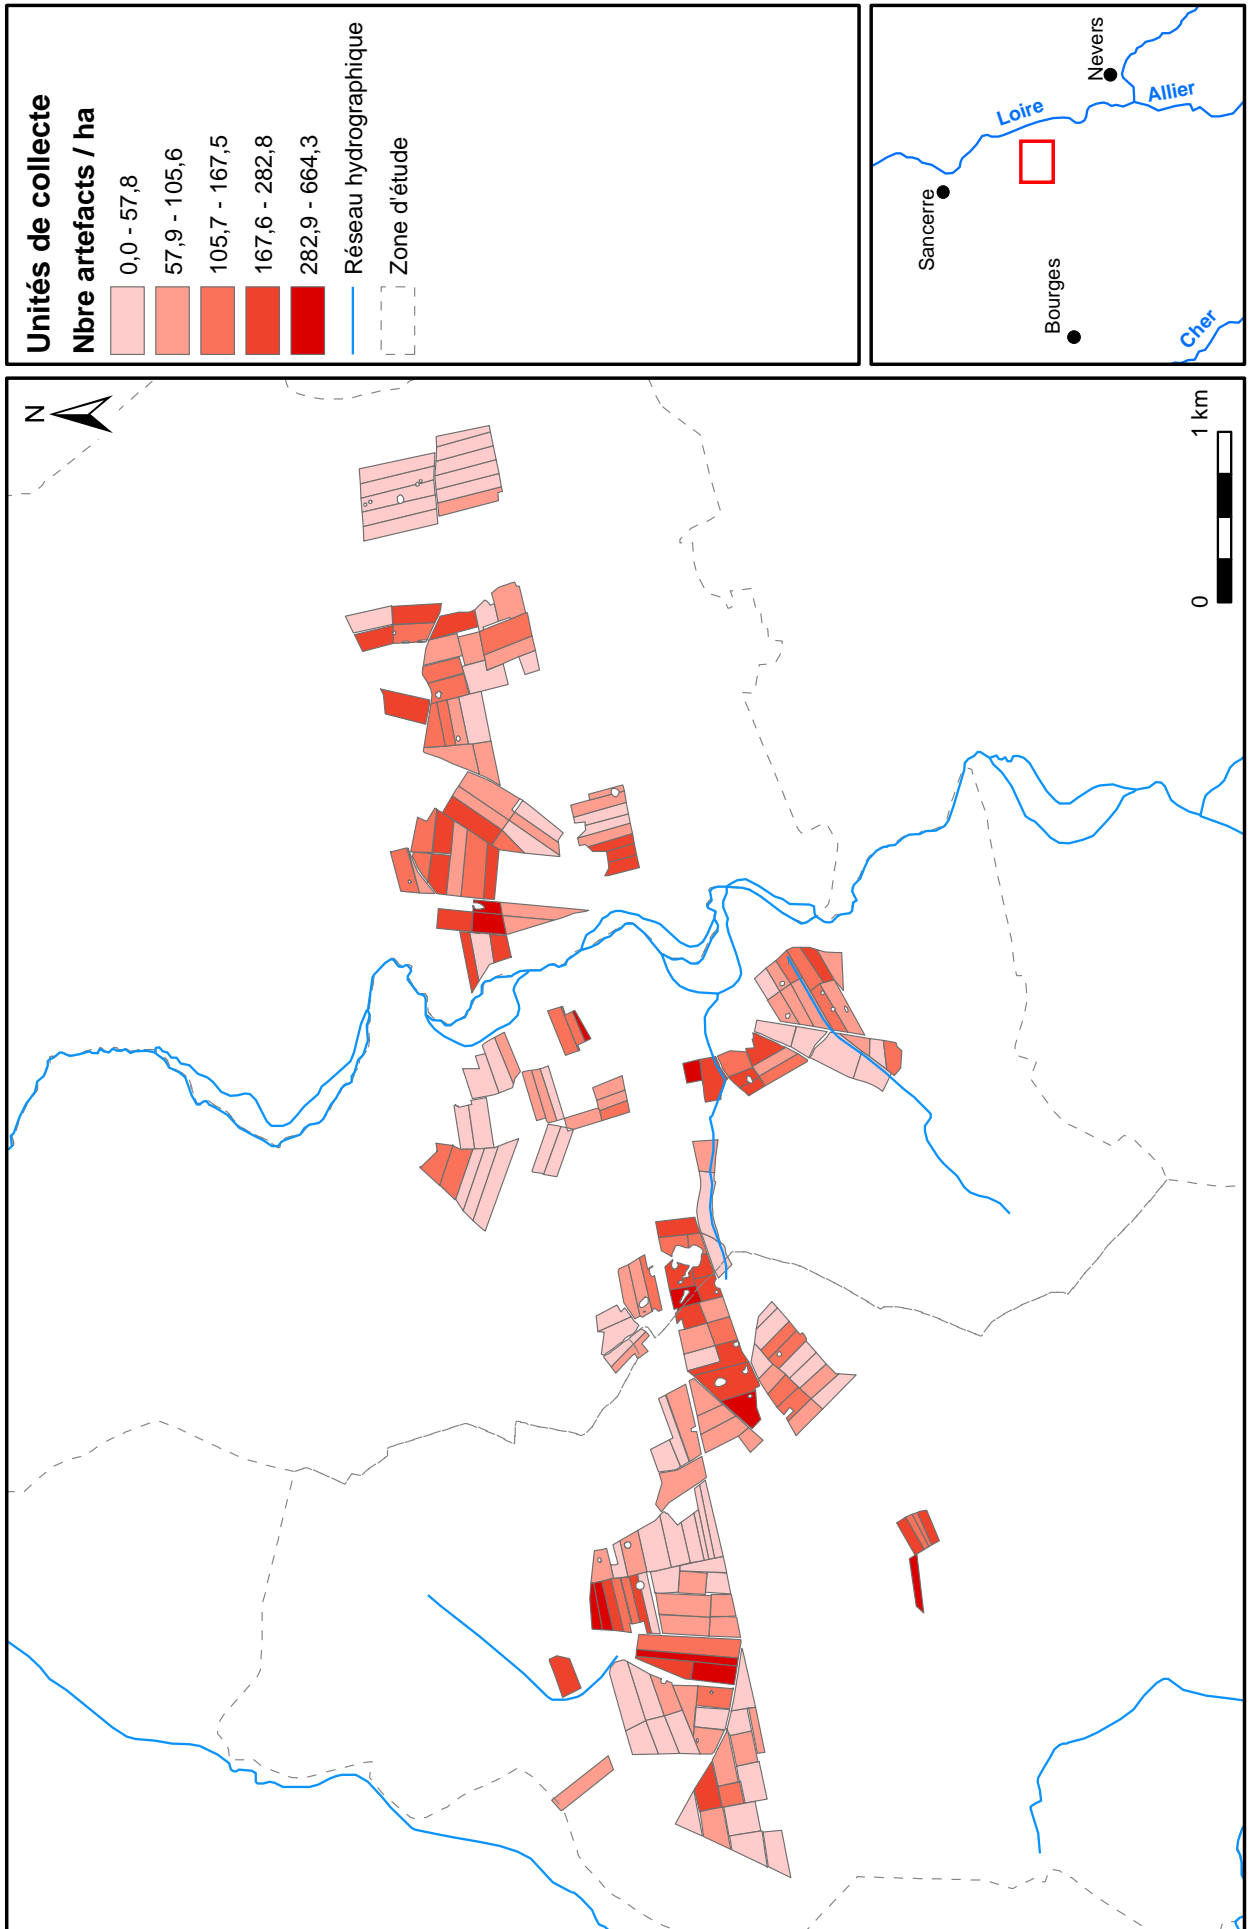 Unités de collecte
Nbre artefacts / ha
0,0 - 57,8
57,9 - 105,6
105,7 - 167,5
167,6 - 282,8
282,9 - 664,3
Réseau hydrographique
Zone d'étude
Sancerre
Bourges
Nevers
Loire
Allier
Cher
N
0
1 km